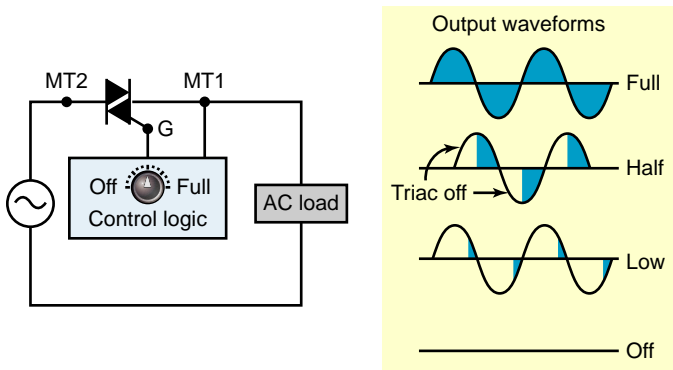 MT2
MT1
G
Off
Full
Control logic
AC load
Output waveforms
Full
Half
Triac off
Low
Off